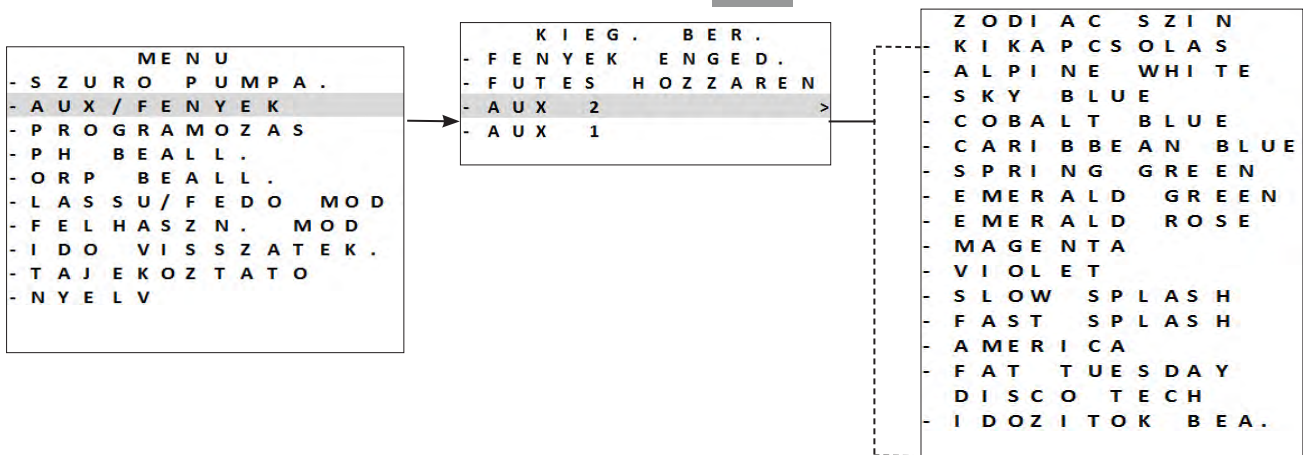 MENU
- SZURO PUMPA.
- AUX/FENYEK
- PROGRAMOZAS
- PH BEALL.
- ORP BEALL.
- LASSU/FEDO MOD
- FELHASZN. MOD
- IDO VISSZATEK.
- TAJEKOZTATO
- NYELV
KIEG. BER.
- FENYEK ENGED.
- FUTES HOZZAREN
- AUX 2 >
- AUX 1
ZODIAC SZIN
- KIKAPCSOLAS
- ALPINE WHITE
- SKY BLUE
- COBALT BLUE
- CARIBBEAN BLUE
- SPRING GREEN
- EMERALD GREEN
- EMERALD ROSE
- MAGENTA
- VIOLET
- SLOW SPLASH
- FAST SPLASH
- AMERICA
- FAT TUESDAY
DISCO TECH
- IDOZITOK BEA.